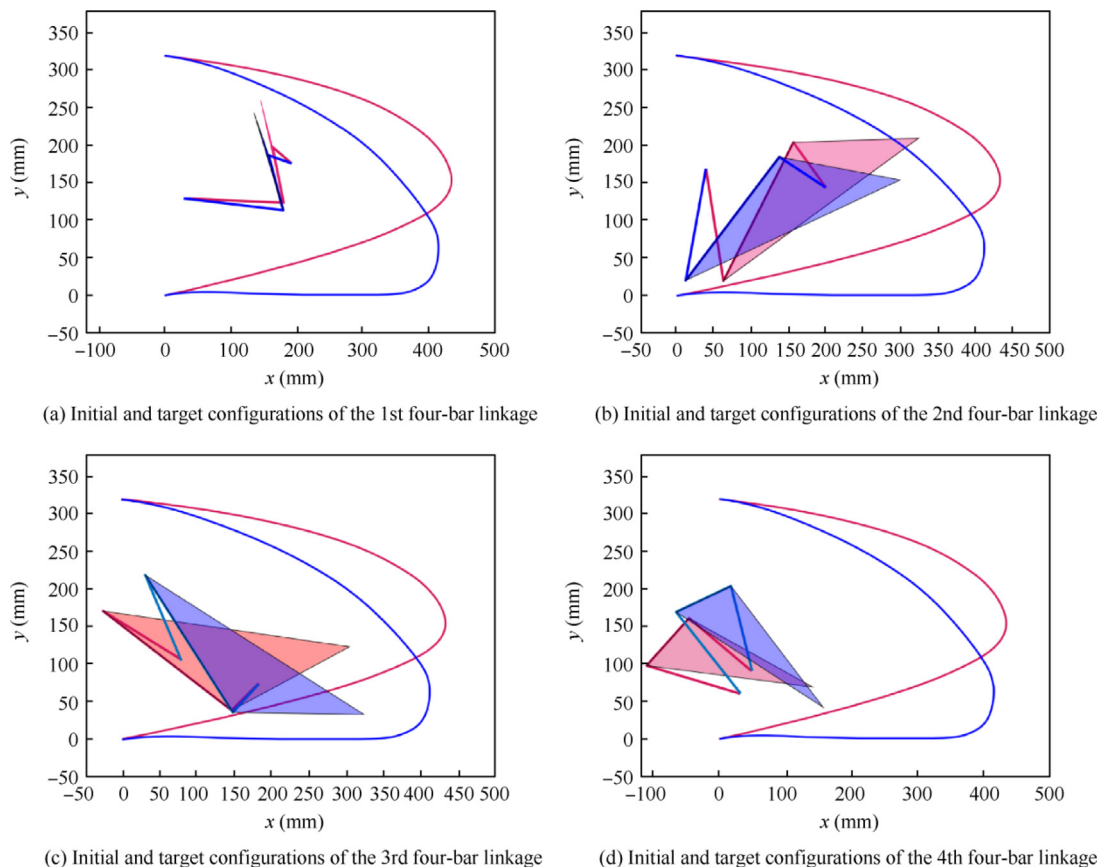 350
300
250
200
150
100
50
0
−50
y (mm)
−100 0 100 200 300 400 500
x (mm)
(a) Initial and target configurations of the 1st four-bar linkage
350
300
250
200
150
100
50
0
−50
y (mm)
−50 0 50 100 150 200 250 300 350 400 450 500
x (mm)
(b) Initial and target configurations of the 2nd four-bar linkage
350
300
250
200
150
100
50
0
−50
y (mm)
−50 0 50 100 150 200 250 300 350 400 450 500
x (mm)
(c) Initial and target configurations of the 3rd four-bar linkage
350
300
250
200
150
100
50
0
−50
y (mm)
−100 0 100 200 300 400 500
x (mm)
(d) Initial and target configurations of the 4th four-bar linkage